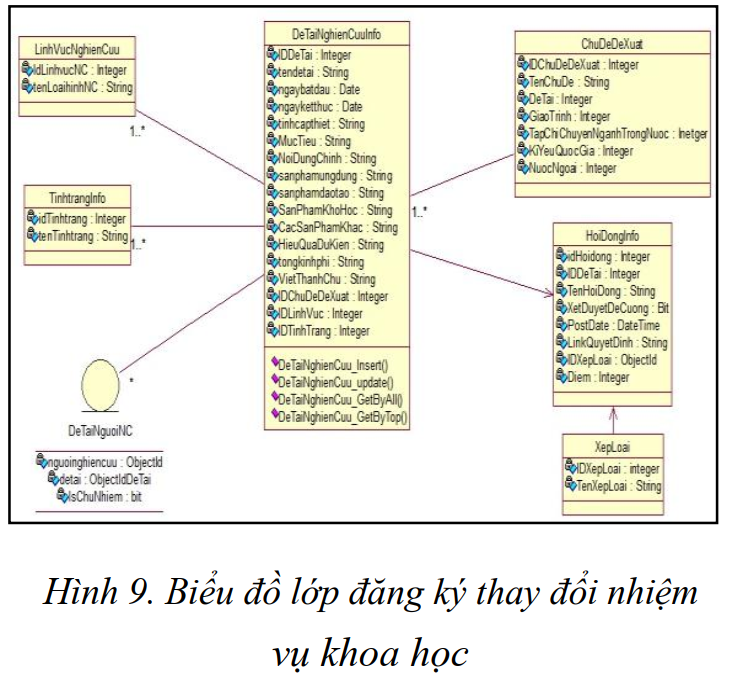 LinhVucNghienCuu
IdLinhvucNC : Integer
tenLoaihinhNC : String
1..*
TinhtrangInfo
idTinhtrang : Integer
tenTinhtrang : String
1..*
*
DeTaiNguoiNC
nguoinghiencuu : ObjectId
detai : ObjectIdDeTai
IsChuNhiem : bit
DeTaiNghienCuuInfo
IDDeTai : Integer
tendetai : String
ngaybatdau : Date
ngayketthuc : Date
tinhcapthiet : String
MucTieu : String
NoiDungChinh : String
sanphamungdung : String
sanphamdaotao : String
SanPhamKhoHoc : String
CacSanPhamKhac : String
HieuQuaDuKien : String
tongkinhphi : String
VietThanhChu : String
IDChuDeDeXuat : Integer
IDLinhVuc : Integer
IDTinhTrang : Integer
DeTaiNghienCuu_Insert()
DeTaiNghienCuu_update()
DeTaiNghienCuu_GetByAll()
DeTaiNghienCuu_GetByTop()
1..*
ChuDeDeXuat
IDChuDeDeXuat : Integer
TenChuDe : String
DeTai : Integer
GiaoTrinh : Integer
TapChiChuyenNganhTrongNuoc : Inetger
KiYeuQuocGia : Integer
NuocNgoai : Integer
HoiDongInfo
idHoidong : Integer
IDDeTai : Integer
TenHoiDong : String
XetDuyetDeCuong : Bit
PostDate : DateTime
LinkQuyetDinh : String
IDXepLoai : ObjectId
Diem : Integer
XepLoai
IDXepLoai : integer
TenXepLoai : String
Hình 9. Biểu đồ lớp đăng ký thay đổi nhiệm
vụ khoa học